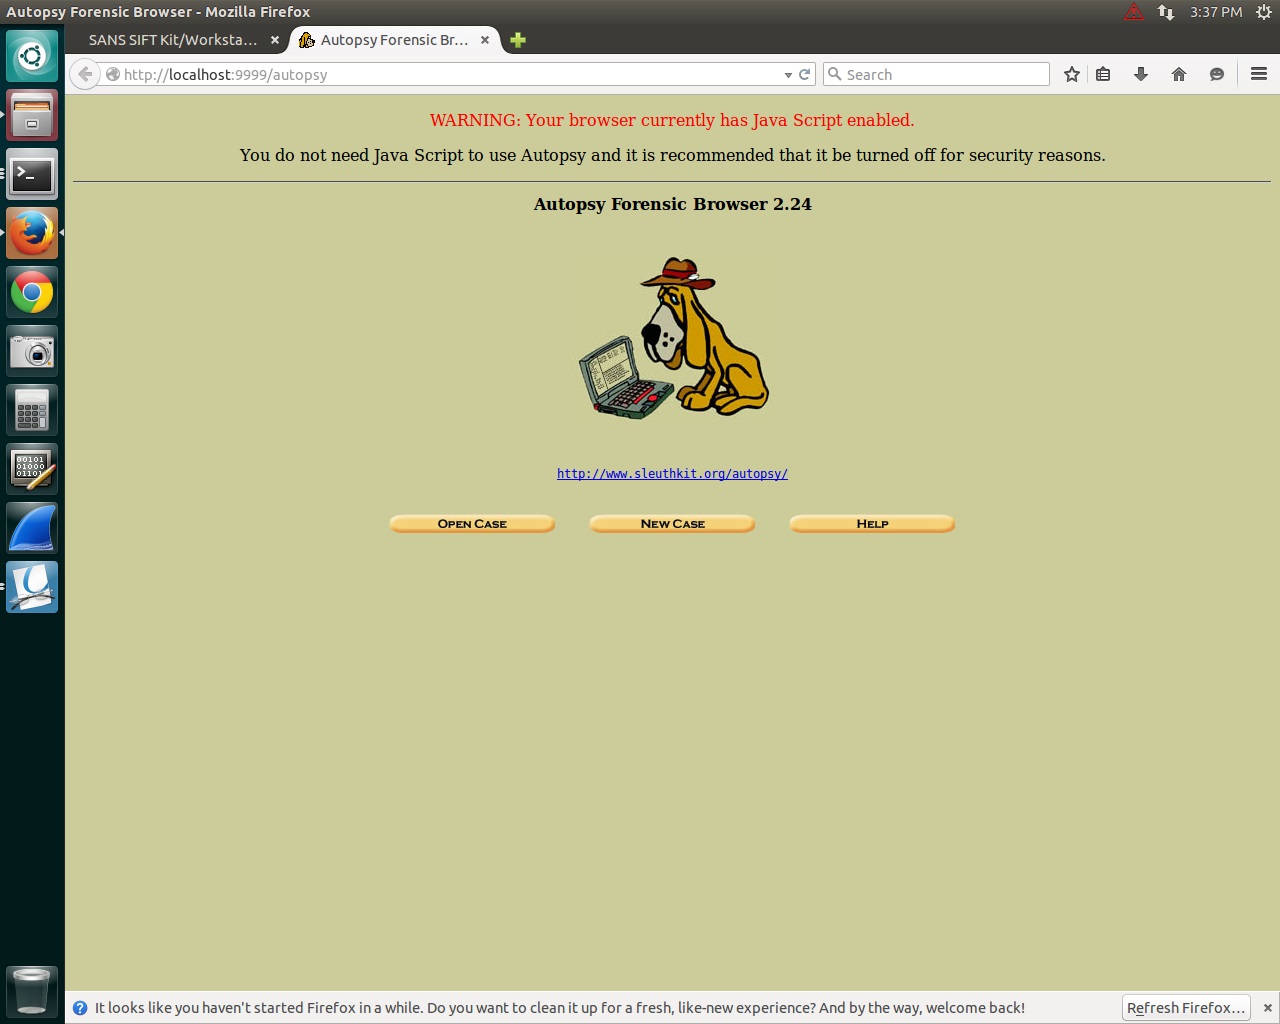 Autopsy Forensic Browser - Mozilla Firefox
3:37 PM
SANS SIFT Kit/Worksta...
Autopsy Forensic Br...
http://localhost:9999/autopsy
Search
WARNING: Your browser currently has Java Script enabled.
You do not need Java Script to use Autopsy and it is recommended that it be turned off for security reasons.
Autopsy Forensic Browser 2.24
http://www.sleuthkit.org/autopsy/
OPEN CASE
NEW CASE
HELP
It looks like you haven't started Firefox in a while. Do you want to clean it up for a fresh, like-new experience? And by the way, welcome back!
Refresh Firefox...